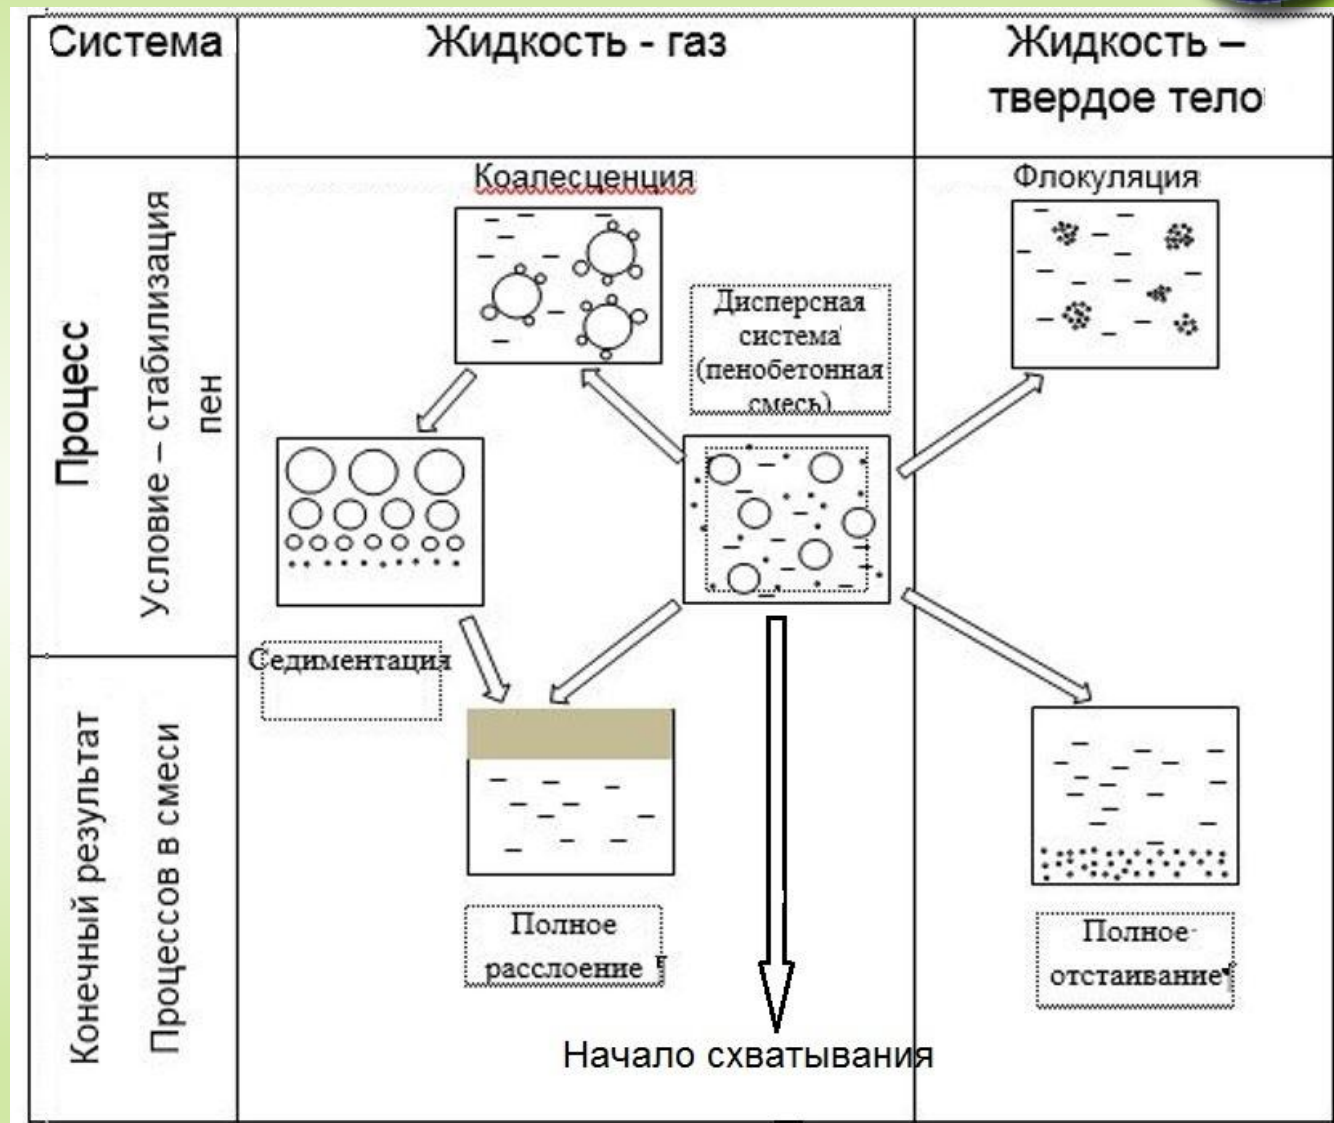 Система
Жидкость - газ
Жидкость –
твердое тело
Процесс
Условие – стабилизация
пен
Коалесценция
Флокуляция
Дисперсная
система
(пенобетонная
смесь)
Седиментация
Конечный результат
Процессов в смеси
Полное
расслоение
Полное
отстаивание
Начало схватывания